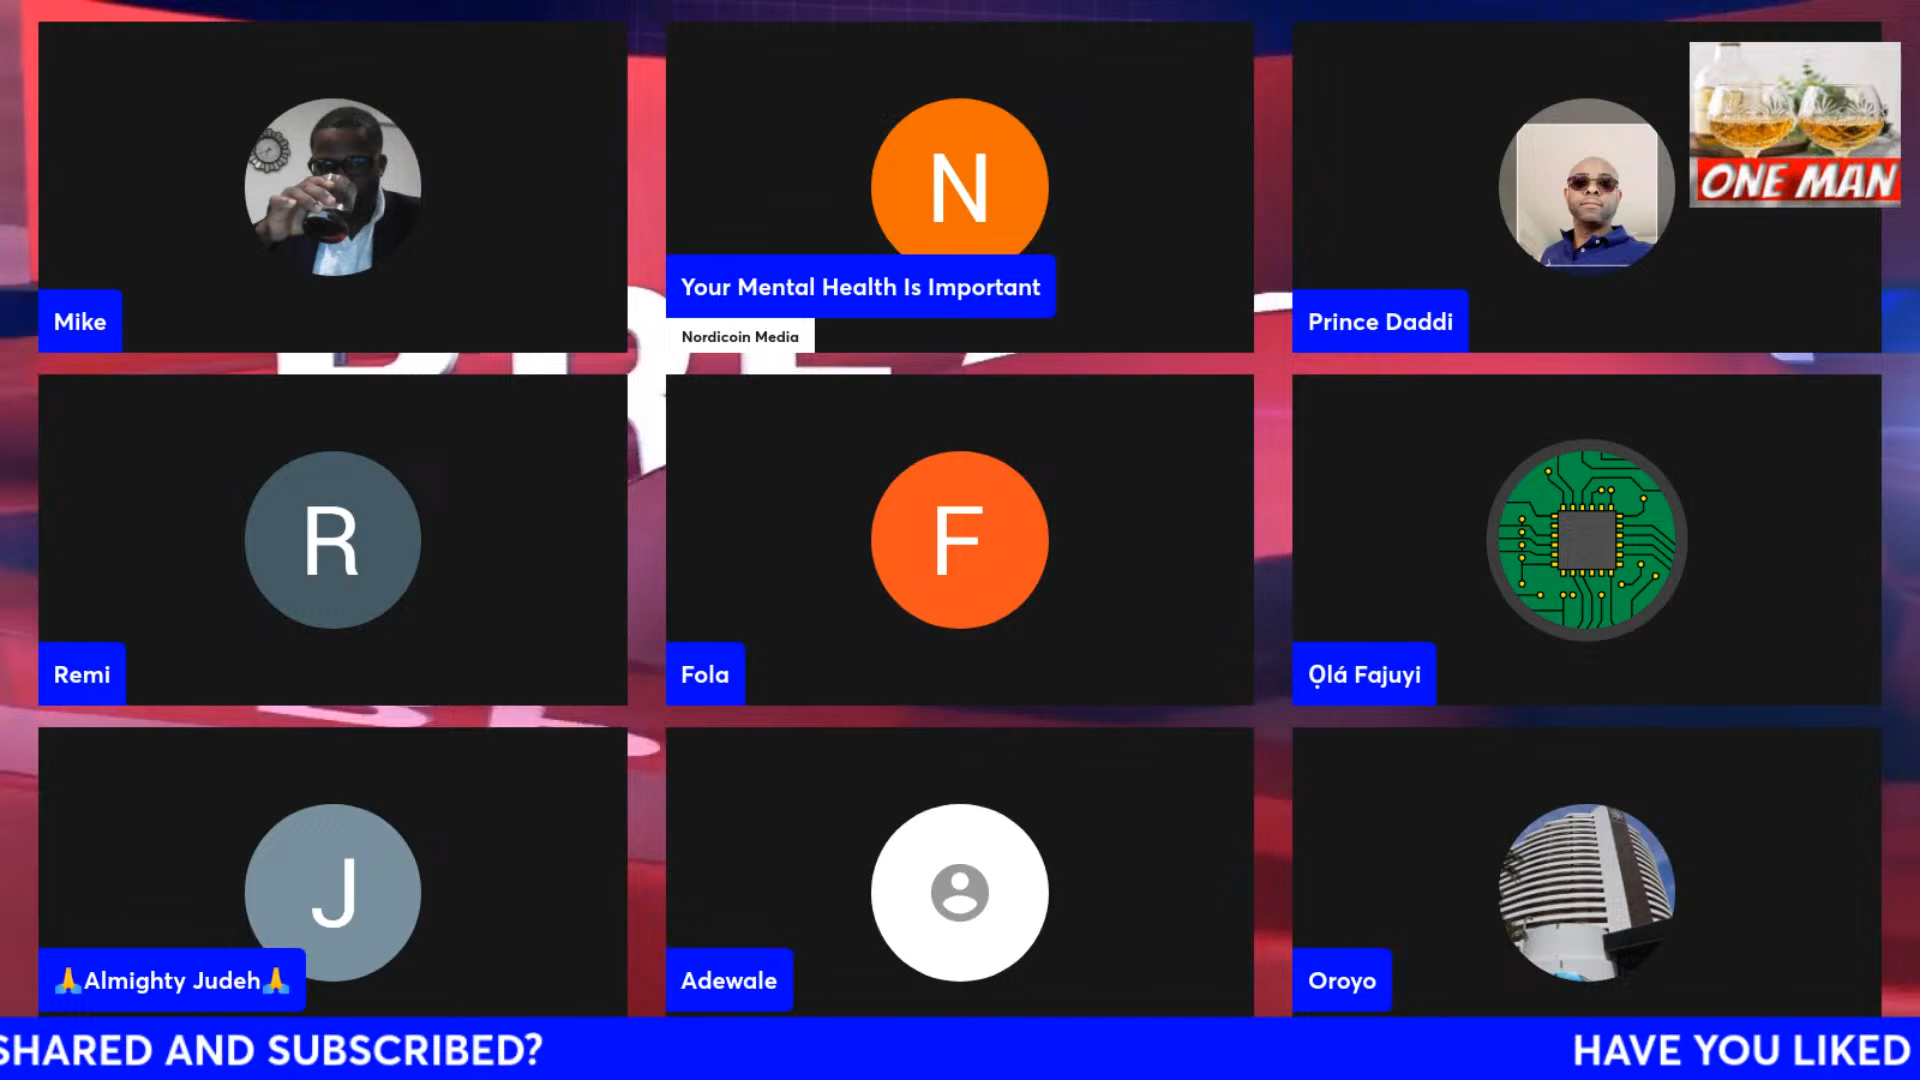 N
ONE MAN
Mike
Your Mental Health Is Important
Nordicoin Media
Prince Daddi
R
F
Remi
Fola
Ọlá Fajuyi
J
🙏Almighty Judeh🙏
Adewale
Oroyo
SHARED AND SUBSCRIBED?
HAVE YOU LIKED